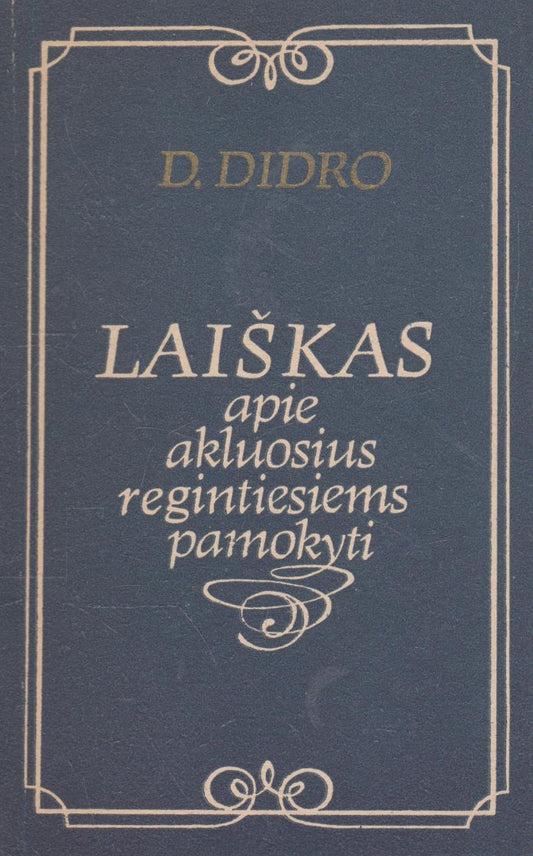 D. DIDRO
LAIŠKAS
apie
akluosius
regintiesiems
pamokyti